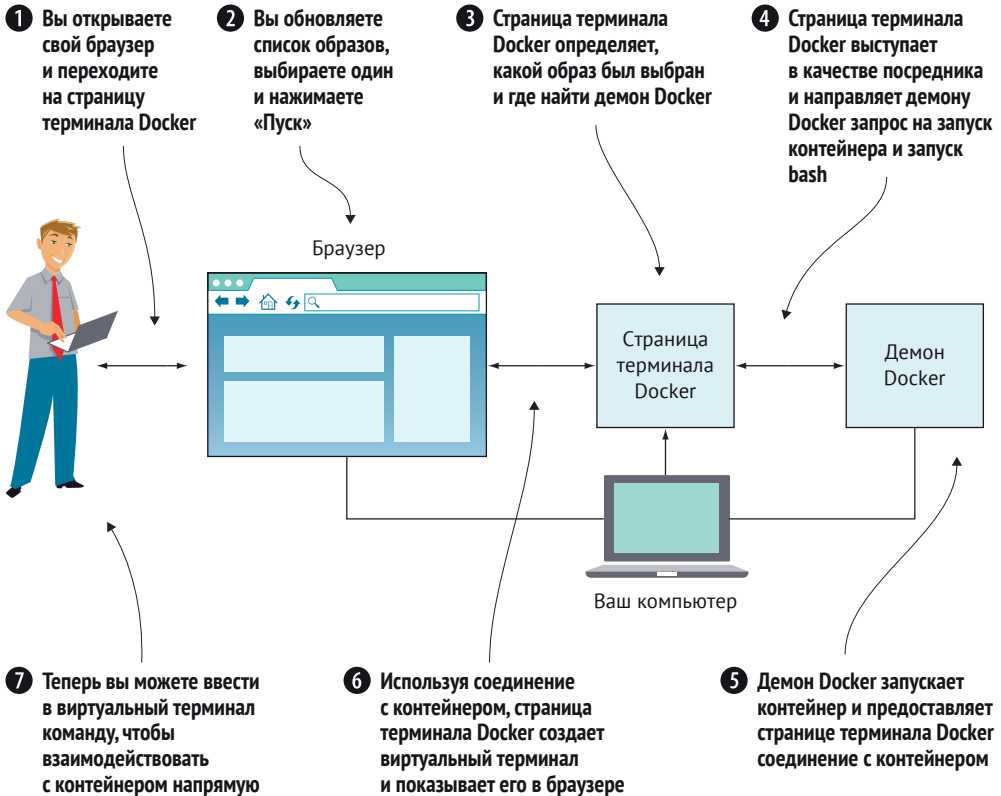 1 Вы открываете
свой браузер
и переходите
на страницу
терминала Docker
2 Вы обновляете
список образов,
выбираете один
и нажимаете
«Пуск»
3 Страница терминала
Docker определяет,
какой образ был выбран
и где найти демон Docker
4 Страница терминала
Docker выступает
в качестве посредника
и направляет демону
Docker запрос на запуск
контейнера и запуск
bash
Браузер
Страница
терминала
Docker
Демон
Docker
Ваш компьютер
7 Теперь вы можете ввести
в виртуальный терминал
команду, чтобы
взаимодействовать
с контейнером напрямую
6 Используя соединение
с контейнером, страница
терминала Docker создает
виртуальный терминал
и показывает его в браузере
5 Демон Docker запускает
контейнер и предоставляет
странице терминала Docker
соединение с контейнером